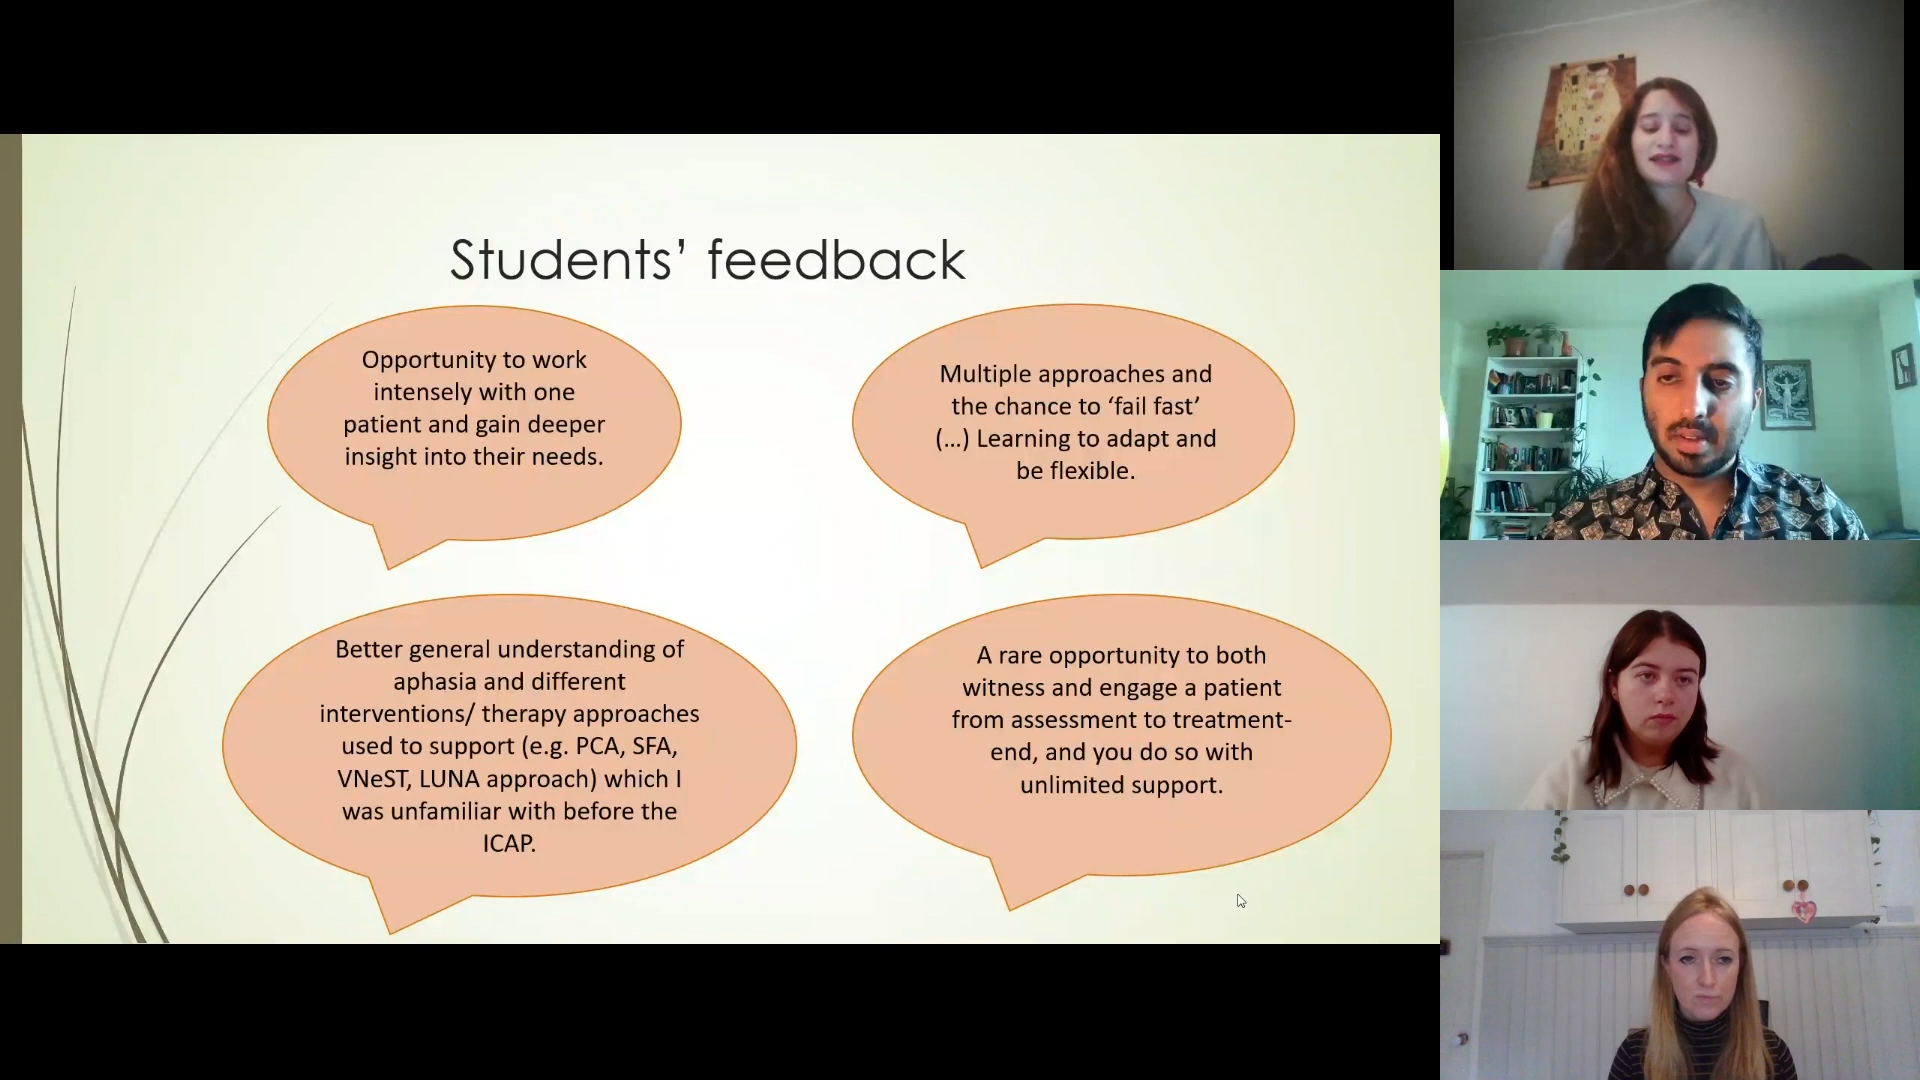 Students’ feedback
Opportunity to work
intensely with one
patient and gain deeper
insight into their needs.
Multiple approaches and
the chance to ‘fail fast’
(…) Learning to adapt and
be flexible.
Better general understanding of
aphasia and different
interventions/ therapy approaches
used to support (e.g. PCA, SFA,
VNeST, LUNA approach) which I
was unfamiliar with before the
ICAP.
A rare opportunity to both
witness and engage a patient
from assessment to treatment-
end, and you do so with
unlimited support.